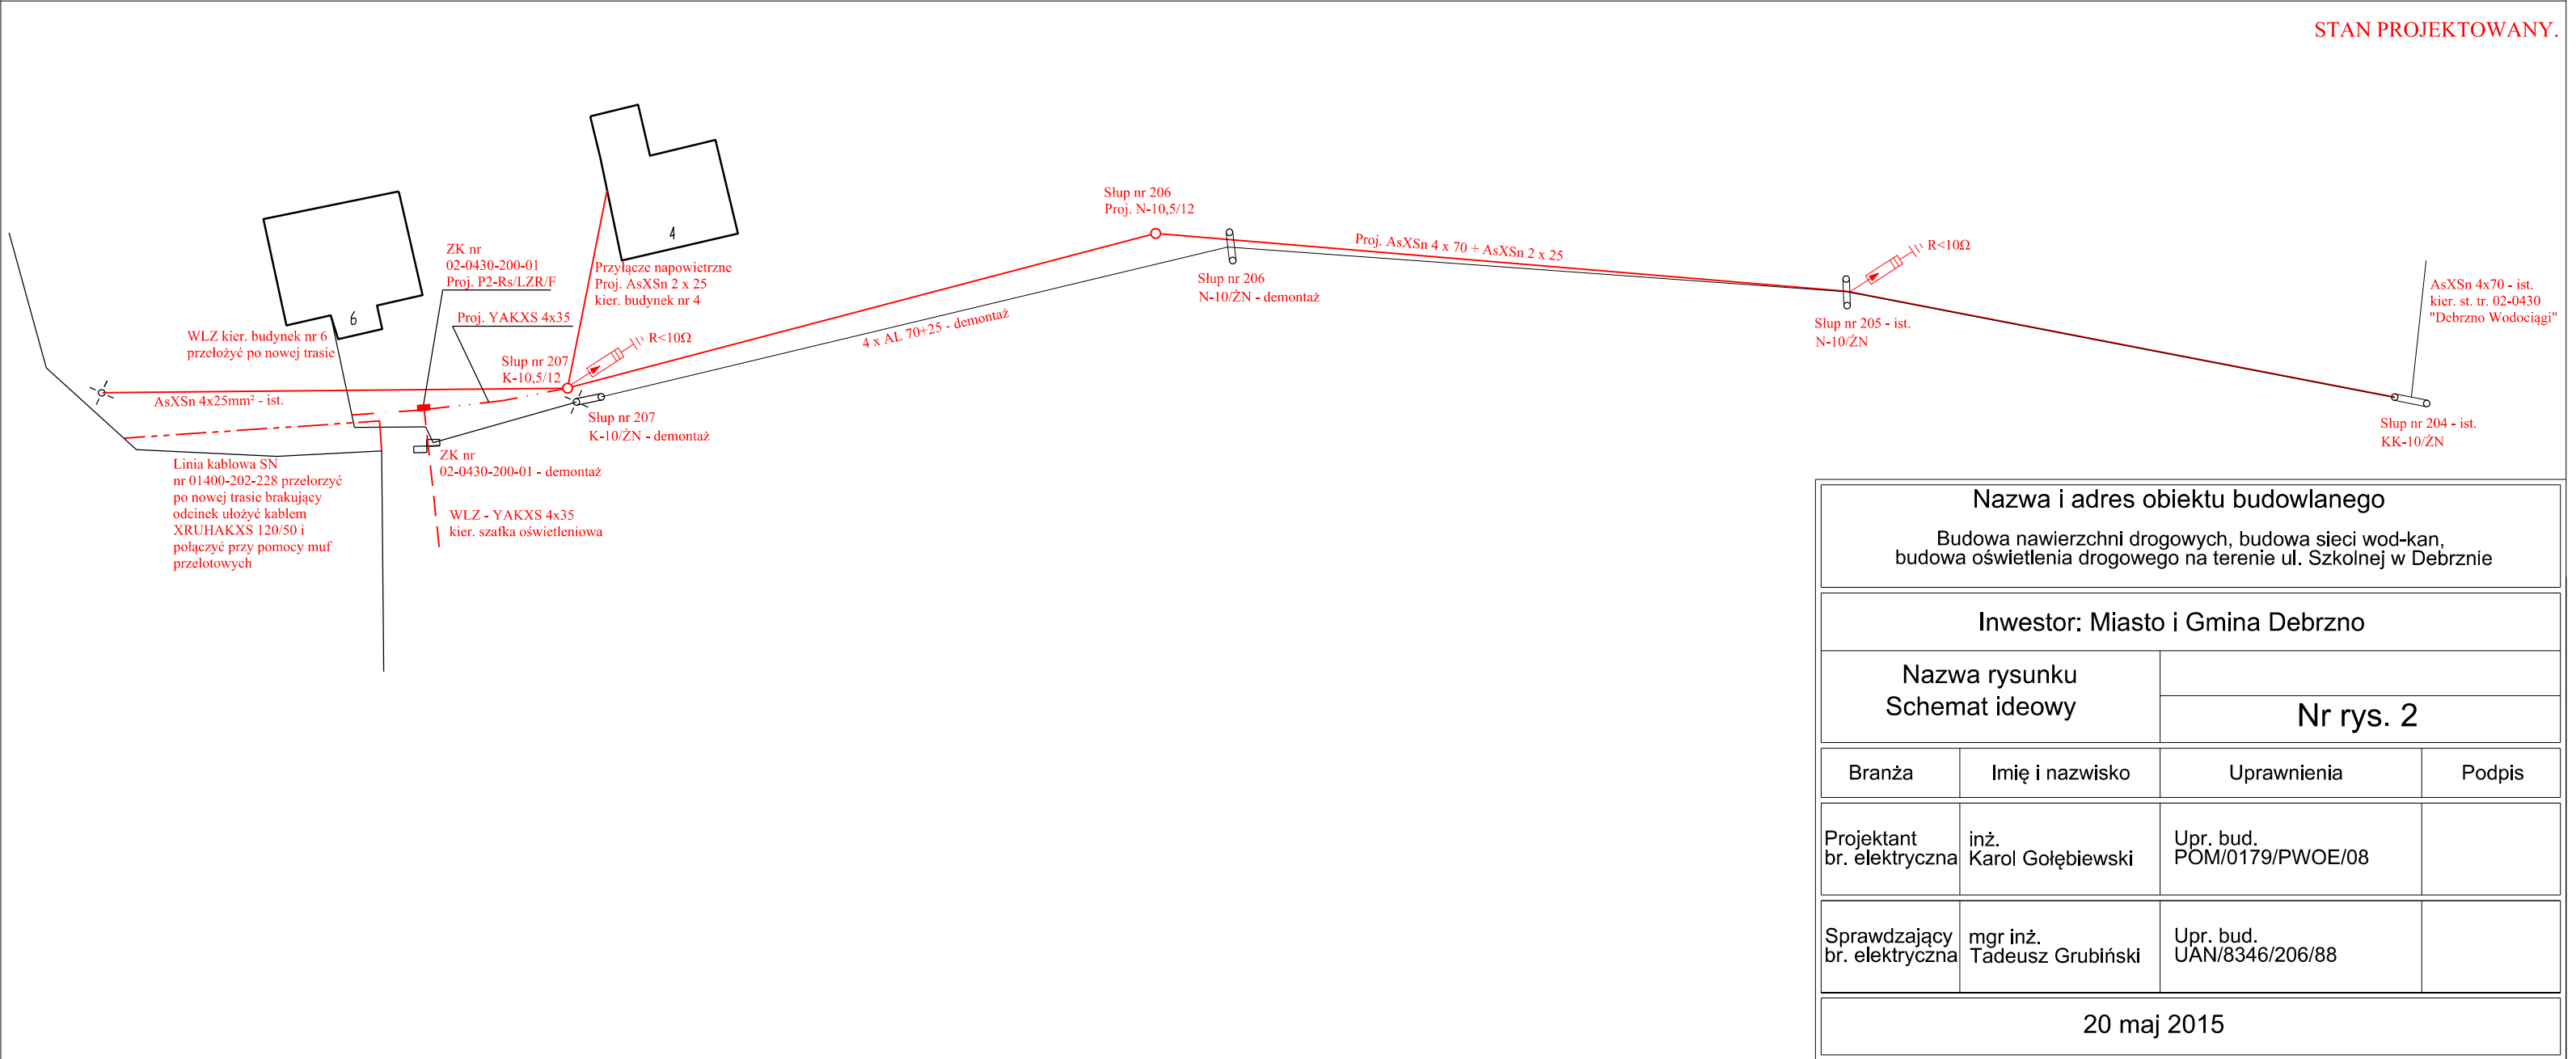 STAN PROJEKTOWANY.
Słup nr 206
Proj. N-10,5/12
4
ZK nr
02-0430-200-01
Proj. P2-Rs/LZR/F
Przyłącze napowietrzne
Proj. AsXSn 2 x 25
kier. budynek nr 4
Proj. AsXSn 4 x 70 + AsXSn 2 x 25
R<10Ω
Słup nr 206
N-10/ŻN - demontaż
AsXSn 4x70 - ist.
kier. st. tr. 02-0430
"Debrzno Wodociągi"
6
Proj. YAKXS 4x35
4 x AL 70+25 - demontaż
Słup nr 205 - ist.
N-10/ŻN
WLZ kier. budynek nr 6
przełożyć po nowej trasie
R<10Ω
Słup nr 207
K-10,5/12
AsXSn 4x25mm² - ist.
Słup nr 207
K-10/ŻN - demontaż
Słup nr 204 - ist.
KK-10/ŻN
ZK nr
02-0430-200-01 - demontaż
Linia kablowa SN
nr 01400-202-228 przełorzyć
po nowej trasie brakujący
odcinek ułożyć kablem
XRUHAKXS 120/50 i
połączyć przy pomocy muf
przelotowych
WLZ - YAKXS 4x35
kier. szafka oświetleniowa
Nazwa i adres obiektu budowlanego
Budowa nawierzchni drogowych, budowa sieci wod-kan,
budowa oświetlenia drogowego na terenie ul. Szkolnej w Debrznie
Inwestor: Miasto i Gmina Debrzno
Nazwa rysunku
Schemat ideowy
Nr rys. 2
Branża Imię i nazwisko Uprawnienia Podpis
Projektant
br. elektryczna
inż.
Karol Gołębiewski
Upr. bud.
POM/0179/PWOE/08
Sprawdzający
br. elektryczna
mgr inż.
Tadeusz Grubiński
Upr. bud.
UAN/8346/206/88
20 maj 2015